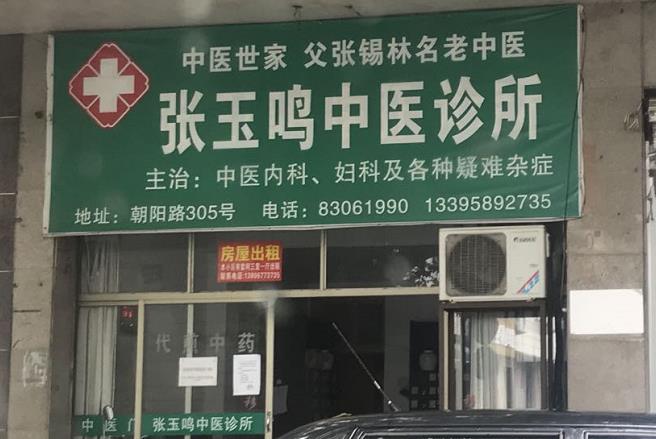 中医世家 父张锡林名老中医
张玉鸣中医诊所
主治：中医内科、妇科及各种疑难杂症
地址：朝阳路305号 电话：83061990 13395892735
房屋出租
代煎中药
中医门 张玉鸣中医诊所